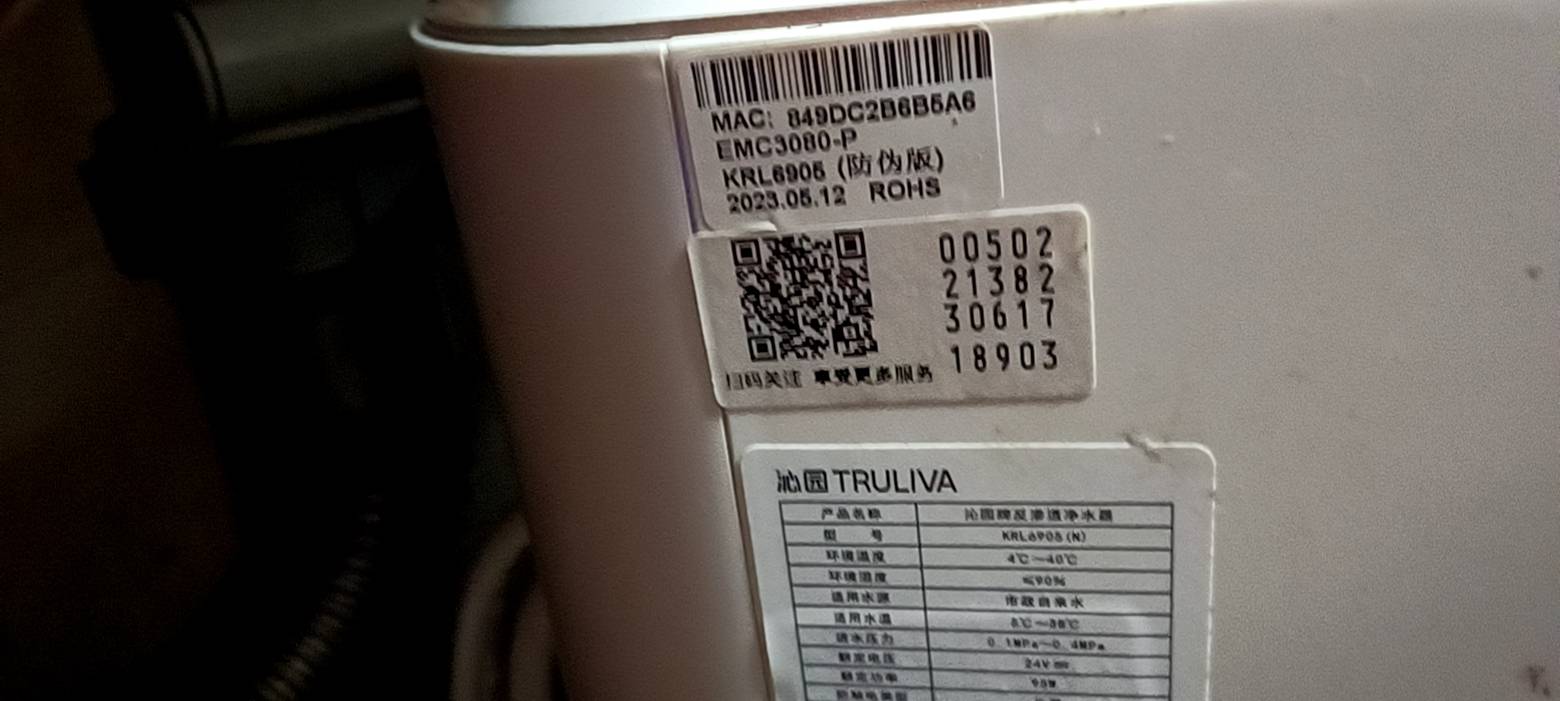 MAC: 849DC2B6B5A6
EMC3080-P
KRL6905 (防伪版)
2023.05.12 ROHS
00502
21382
30617
18903
扫码关注 享受更多服务
沁园 TRULIVA
产品名称 沁园牌反渗透净水器
型 号 KRL6905(N)
环境温度 4℃~40℃
环境湿度 ≤90%
适用水源 市政自来水
适用水温 5℃~38℃
进水压力 0.1MPa~0.4MPa
额定电压 24V
额定功率 95W